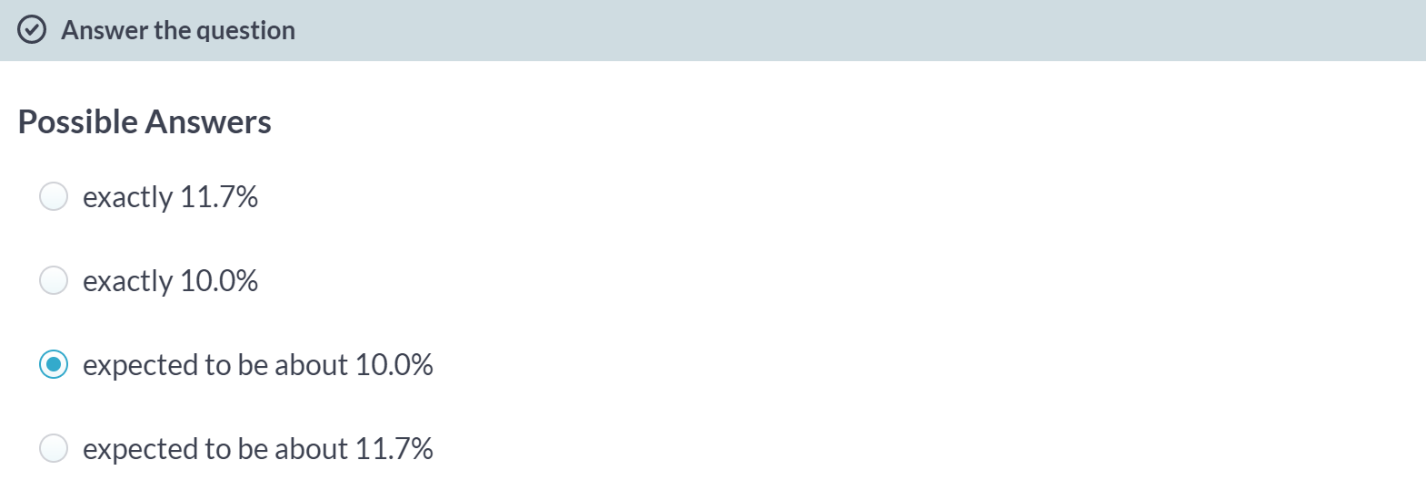 Answer the question
Possible Answers
exactly 11.7%
exactly 10.0%
expected to be about 10.0%
expected to be about 11.7%